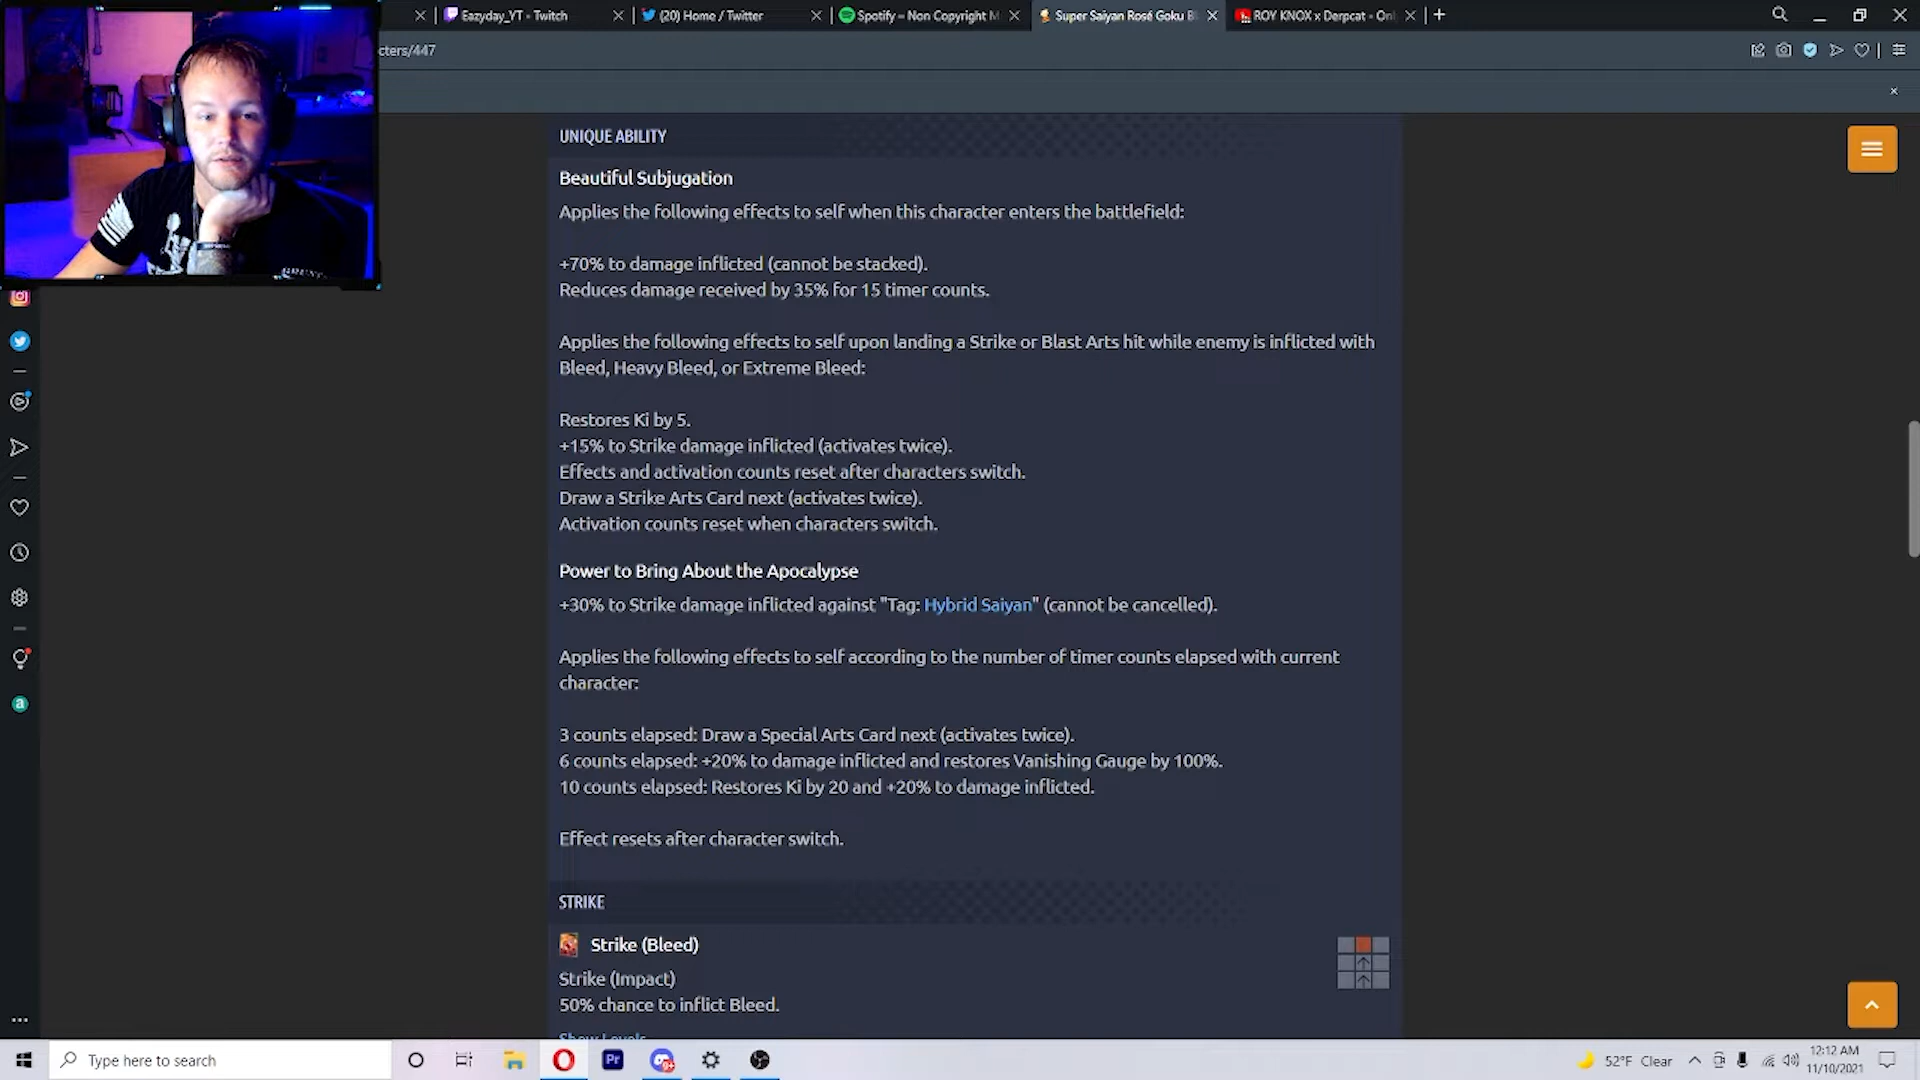 Eazyday_YT - Twitch
(20) Home / Twitter
Spotify – Non Copyright M
Super Saiyan Rosé Goku B
ROY KNOX x Derpcat - Onl
cters/447
UNIQUE ABILITY
Beautiful Subjugation
Applies the following effects to self when this character enters the battlefield:
+70% to damage inflicted (cannot be stacked).
Reduces damage received by 35% for 15 timer counts.
Applies the following effects to self upon landing a Strike or Blast Arts hit while enemy is inflicted with
Bleed, Heavy Bleed, or Extreme Bleed:
Restores Ki by 5.
+15% to Strike damage inflicted (activates twice).
Effects and activation counts reset after characters switch.
Draw a Strike Arts Card next (activates twice).
Activation counts reset when characters switch.
Power to Bring About the Apocalypse
+30% to Strike damage inflicted against "Tag: Hybrid Saiyan" (cannot be cancelled).
Applies the following effects to self according to the number of timer counts elapsed with current
character:
3 counts elapsed: Draw a Special Arts Card next (activates twice).
6 counts elapsed: +20% to damage inflicted and restores Vanishing Gauge by 100%.
10 counts elapsed: Restores Ki by 20 and +20% to damage inflicted.
Effect resets after character switch.
STRIKE
Strike (Bleed)
Strike (Impact)
50% chance to inflict Bleed.
Show Levels
Type here to search
Pr
52°F Clear
12:12 AM
11/10/2021